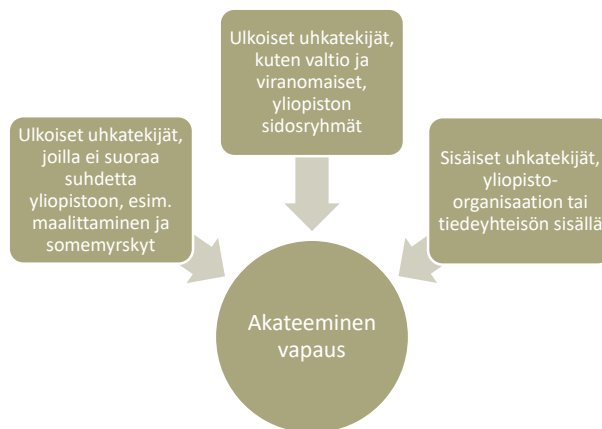 Ulkoiset uhkatekijät,
joilla ei suoraa
suhdetta
yliopistoon, esim.
maalittaminen ja
somemyrskyt
Ulkoiset uhkatekijät,
kuten valtio ja
viranomaiset,
yliopiston
sidosryhmät
Sisäiset uhkatekijät,
yliopisto-
organisaation tai
tiedeyhteisön sisällä
Akateeminen
vapaus